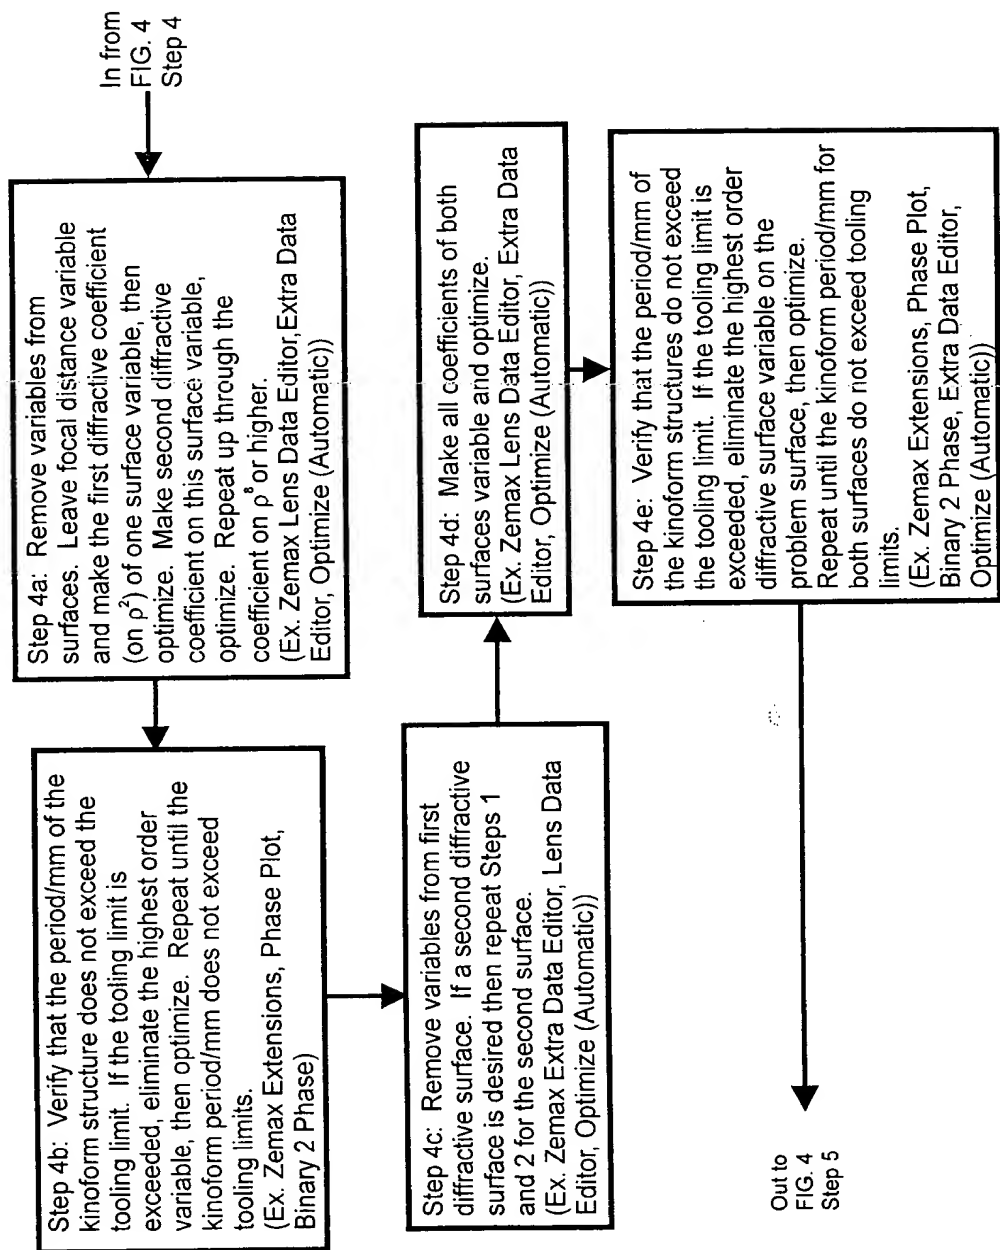 In from
FIG. 4
Step 4
Step 4a: Remove variables from
surfaces. Leave focal distance variable
and make the first diffractive coefficient
(on ρ²) of one surface variable, then
optimize. Make second diffractive
coefficient on this surface variable,
optimize. Repeat up through the
coefficient on ρ⁸ or higher.
(Ex. Zemax Lens Data Editor,Extra Data
Editor, Optimize (Automatic))
Step 4b: Verify that the period/mm of the
kinoform structure does not exceed the
tooling limit. If the tooling limit is
exceeded, eliminate the highest order
variable, then optimize. Repeat until the
kinoform period/mm does not exceed
tooling limits.
(Ex. Zemax Extensions, Phase Plot,
Binary 2 Phase)
Step 4c: Remove variables from first
diffractive surface. If a second diffractive
surface is desired then repeat Steps 1
and 2 for the second surface.
(Ex. Zemax Extra Data Editor, Lens Data
Editor, Optimize (Automatic))
Step 4d: Make all coefficients of both
surfaces variable and optimize.
(Ex. Zemax Lens Data Editor, Extra Data
Editor, Optimize (Automatic))
Step 4e: Verify that the period/mm of
the kinoform structures do not exceed
the tooling limit. If the tooling limit is
exceeded, eliminate the highest order
diffractive surface variable on the
problem surface, then optimize.
Repeat until the kinoform period/mm for
both surfaces do not exceed tooling
limits.
(Ex. Zemax Extensions, Phase Plot,
Binary 2 Phase, Extra Data Editor,
Optimize (Automatic))
Out to
FIG. 4
Step 5